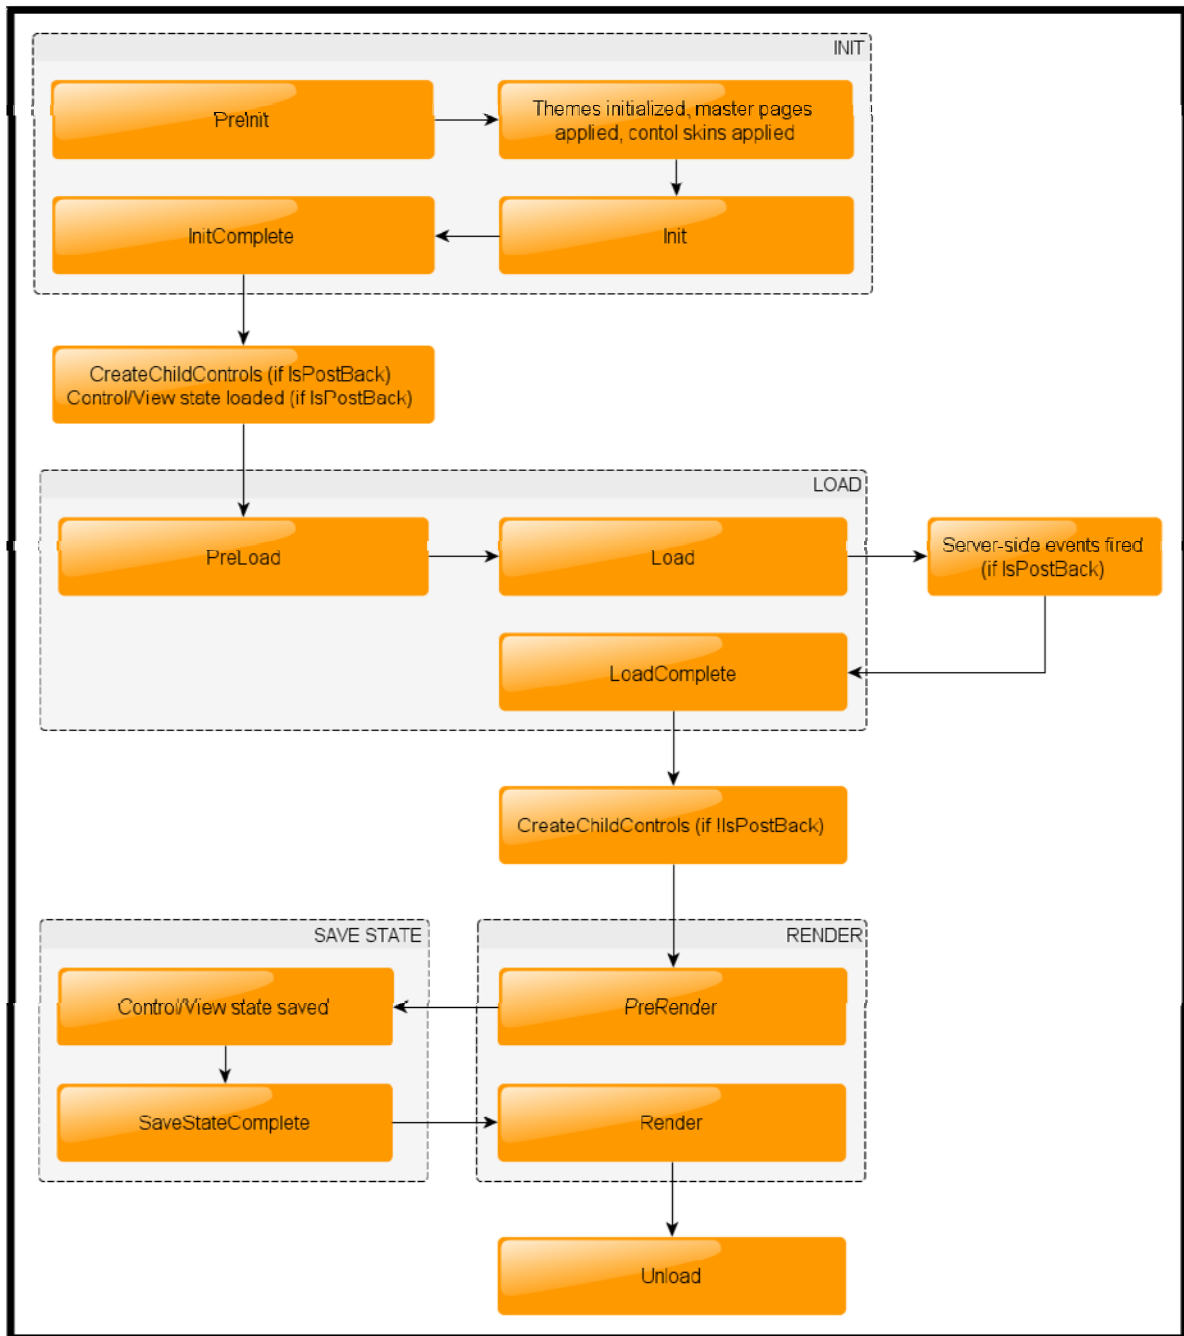 INIT
PreInit
Themes initialized, master pages
applied, contol skins applied
InitComplete
Init
CreateChildControls (if IsPostBack)
Control/View state loaded (if IsPostBack)
LOAD
PreLoad
Load
Server-side events fired
(if IsPostBack)
LoadComplete
CreateChildControls (if !IsPostBack)
SAVE STATE
RENDER
Control/View state saved
PreRender
SaveStateComplete
Render
Unload